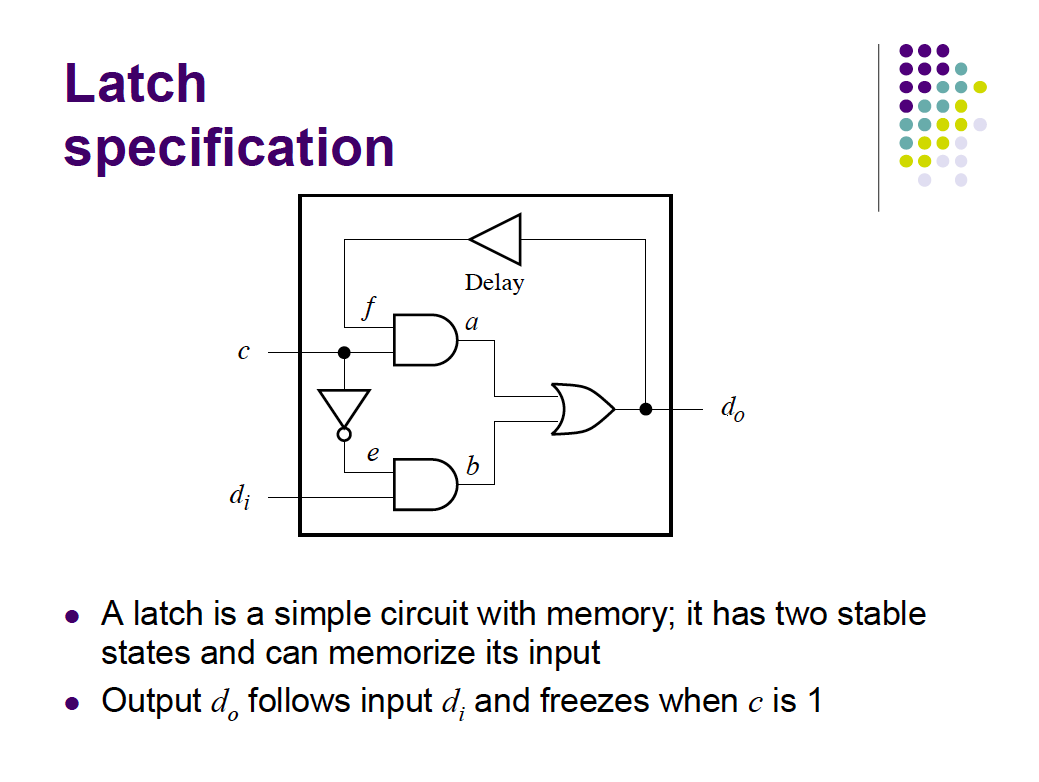 Latch
specification
Delay
f
a
c
d_o
e
b
d_i
● A latch is a simple circuit with memory; it has two stable
states and can memorize its input
● Output d_o follows input d_i and freezes when c is 1